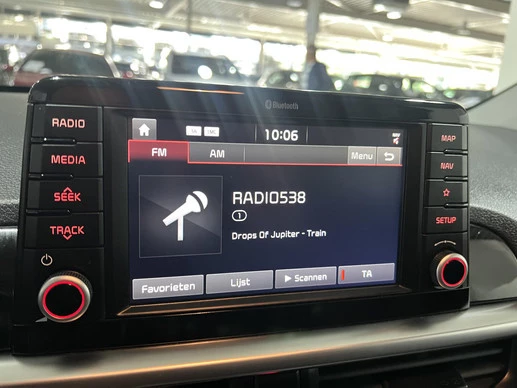 Bluetooth
RADIO
MEDIA
SEEK
TRACK
10:06
FM
AM
Menu
RADIO538
1
Drops Of Jupiter - Train
Favorieten
Lijst
Scannen
TA
MAP
NAV
SETUP